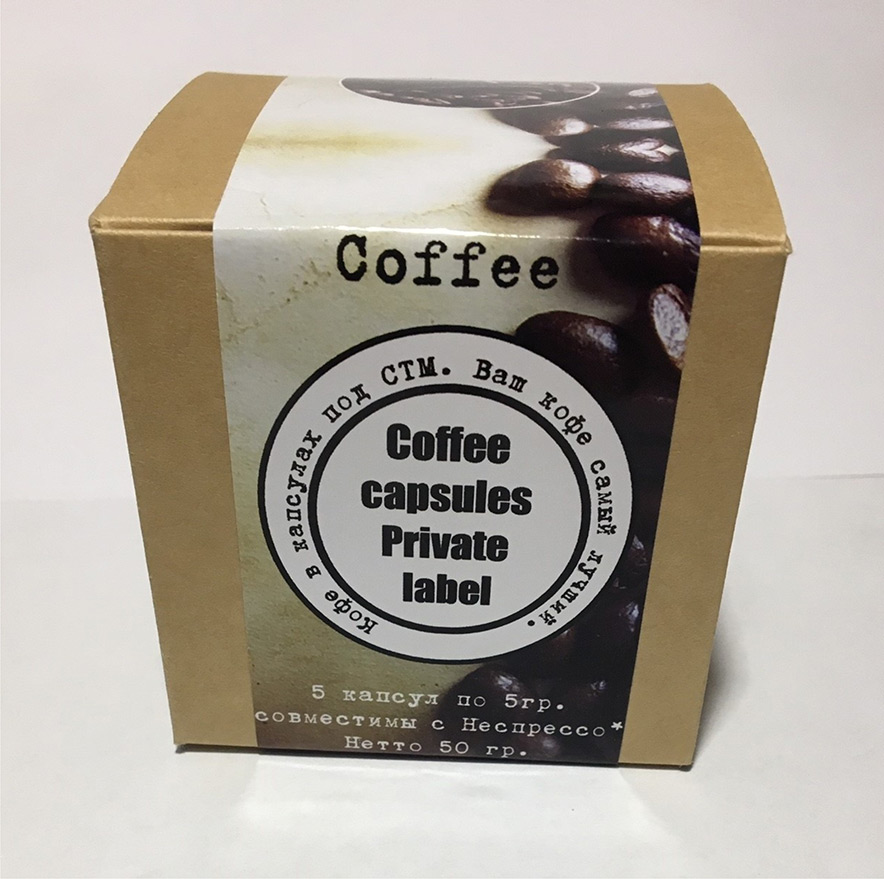 Coffee
Кофе в капсулах под СТМ. Ваш кофе самый лучший.
Coffee
capsules
Private
label
5 капсул по 5гр.
совместимы с Неспрессо*
Нетто 50 гр.